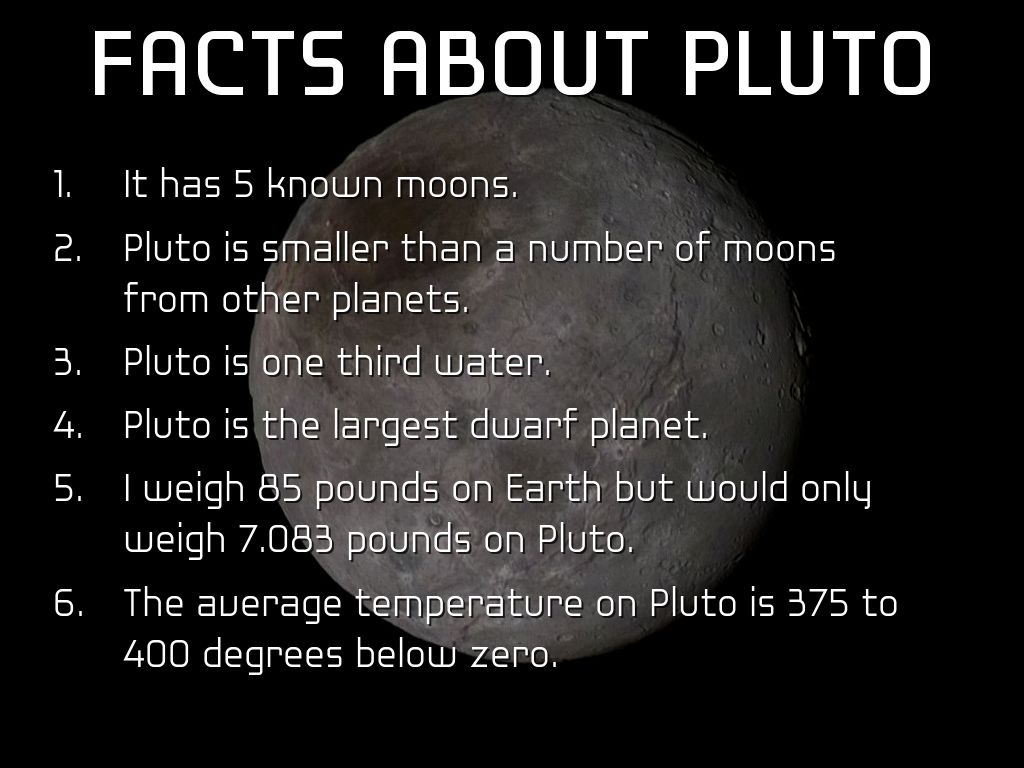 FACTS ABOUT PLUTO
1. It has 5 known moons.
2. Pluto is smaller than a number of moons
from other planets.
3. Pluto is one third water.
4. Pluto is the largest dwarf planet.
5. I weigh 85 pounds on Earth but would only
weigh 7.083 pounds on Pluto.
6. The average temperature on Pluto is 375 to
400 degrees below zero.